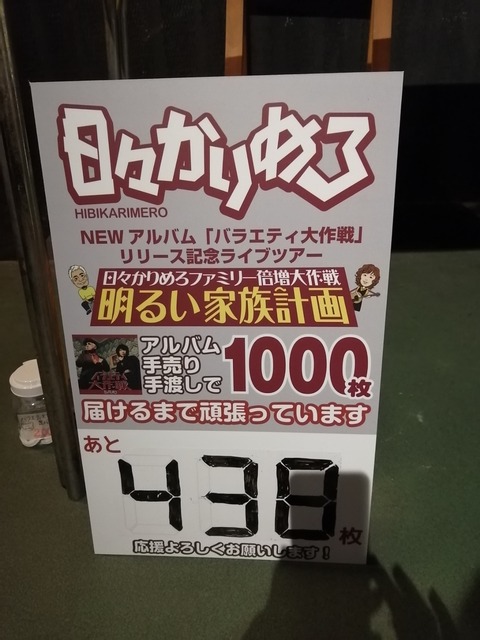 日々かりめろ
HIBIKARIMERO
NEW アルバム「バラエティ大作戦」
リリース記念ライブツアー
日々かりめろファミリー倍増大作戦
明るい家族計画
アルバム
手売り
手渡しで
1000枚
届けるまで頑張っています
あと
438枚
応援よろしくお願いします!